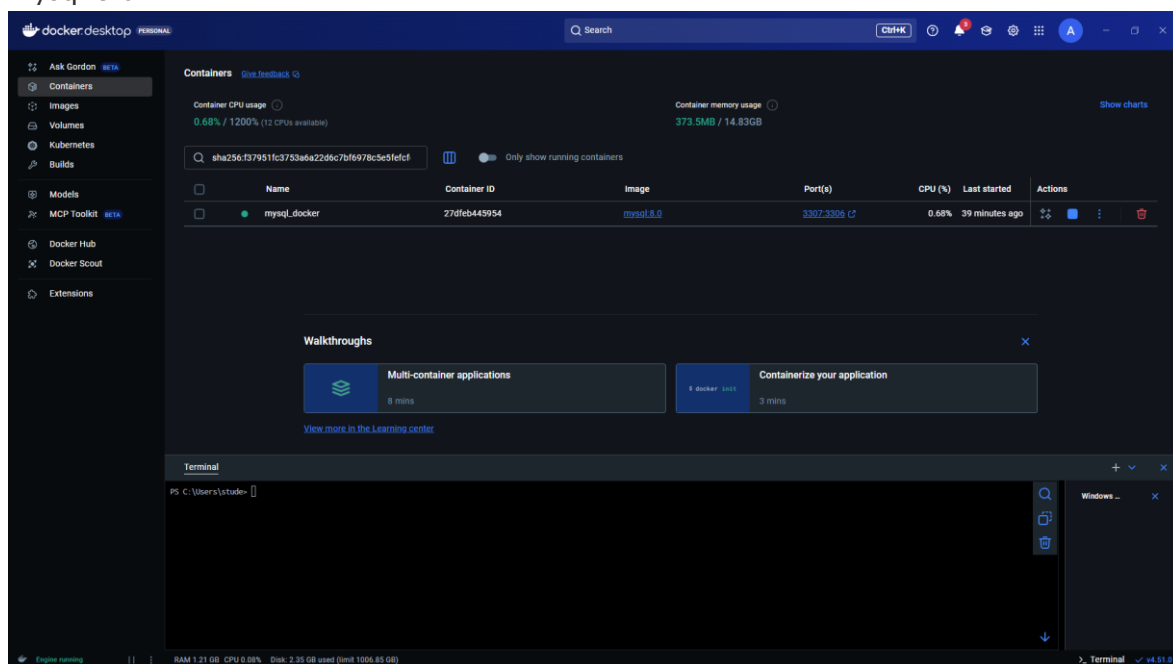 docker.desktop PERSONAL
Search
Ctrl+K
A
Ask Gordon BETA
Containers
Images
Volumes
Kubernetes
Builds
Models
MCP Toolkit BETA
Docker Hub
Docker Scout
Extensions
Containers Give feedback
Container CPU usage
0.68% / 1200% (12 CPUs available)
Container memory usage
373.5MB / 14.83GB
Show charts
sha256:f37951fc3753a6a22d6c7bf6978c5e5fefcf
Only show running containers
Name Container ID Image Port(s) CPU (%) Last started Actions
mysql_docker 27dfeb445954 mysql:8.0 3307:3306 0.68% 39 minutes ago
Walkthroughs
Multi-container applications
8 mins
$ docker init
Containerize your application
3 mins
View more in the Learning center
Terminal
PS C:\Users\stude>
Windows ...
Engine running
RAM 1.21 GB CPU 0.08% Disk: 2.35 GB used (limit 1006.85 GB)
Terminal